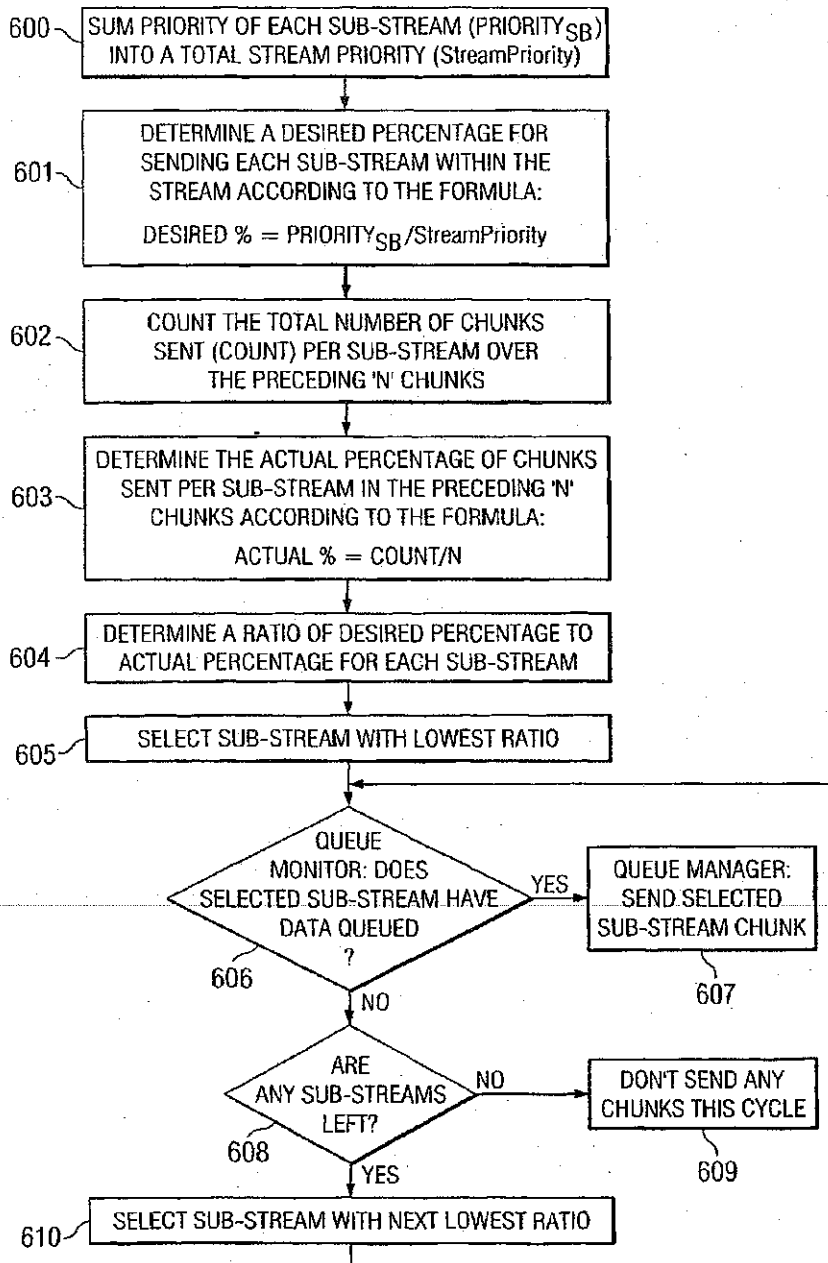 600
SUM PRIORITY OF EACH SUB-STREAM (PRIORITYSB)
INTO A TOTAL STREAM PRIORITY (StreamPriority)
601
DETERMINE A DESIRED PERCENTAGE FOR
SENDING EACH SUB-STREAM WITHIN THE
STREAM ACCORDING TO THE FORMULA:
DESIRED % = PRIORITYSB/StreamPriority
602
COUNT THE TOTAL NUMBER OF CHUNKS
SENT (COUNT) PER SUB-STREAM OVER
THE PRECEDING 'N' CHUNKS
603
DETERMINE THE ACTUAL PERCENTAGE OF CHUNKS
SENT PER SUB-STREAM IN THE PRECEDING 'N'
CHUNKS ACCORDING TO THE FORMULA:
ACTUAL % = COUNT/N
604
DETERMINE A RATIO OF DESIRED PERCENTAGE TO
ACTUAL PERCENTAGE FOR EACH SUB-STREAM
605
SELECT SUB-STREAM WITH LOWEST RATIO
QUEUE
MONITOR: DOES
SELECTED SUB-STREAM HAVE
DATA QUEUED
?
606
YES
QUEUE MANAGER:
SEND SELECTED
SUB-STREAM CHUNK
607
NO
ARE
ANY SUB-STREAMS
LEFT?
608
NO
DON'T SEND ANY
CHUNKS THIS CYCLE
609
YES
610
SELECT SUB-STREAM WITH NEXT LOWEST RATIO